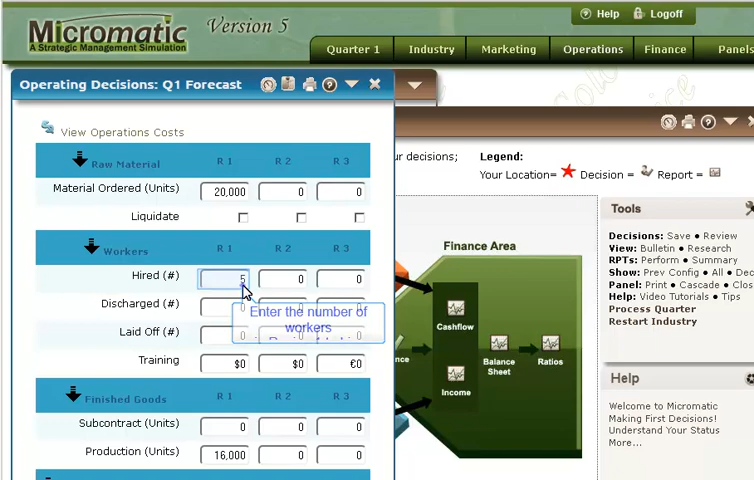 Micromatic
A Strategic Management Simulation
Version 5
Help
Logoff
Quarter 1
Industry
Marketing
Operations
Finance
Panels
Operating Decisions: Q1 Forecast
View Operations Costs
Raw Material R 1 R 2 R 3
Material Ordered (Units) 20,000 0 0
Liquidate
Workers R 1 R 2 R 3
Hired (#) 5 0 0
Discharged (#) 0
Enter the number of
workers
Laid Off (#) 0 0 0
Training $0 $0 €0
Finished Goods R 1 R 2 R 3
Subcontract (Units) 0 0 0
Production (Units) 16,000 0 0
ur decisions;
Legend:
Your Location= Decision = Report =
Finance Area
Cashflow
Income
Balance
Sheet
Ratios
nce
Tools
Decisions: Save • Review
View: Bulletin • Research
RPTs: Perform • Summary
Show: Prev Config • All • Dec
Panel: Print • Cascade • Clos
Help: Video Tutorials • Tips
Process Quarter
Restart Industry
Help
Welcome to Micromatic
Making First Decisions!
Understand Your Status
More...